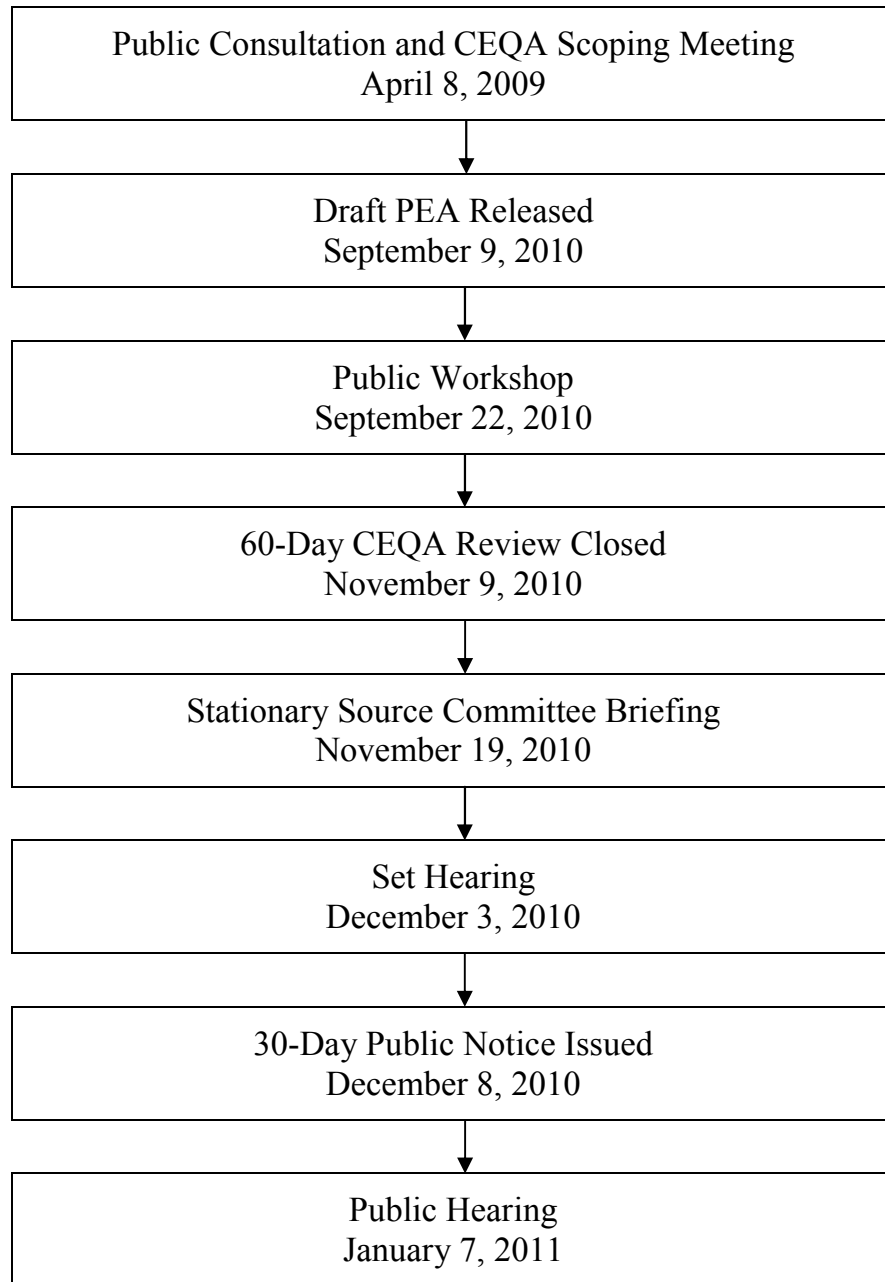 Public Consultation and CEQA Scoping Meeting
April 8, 2009
Draft PEA Released
September 9, 2010
Public Workshop
September 22, 2010
60-Day CEQA Review Closed
November 9, 2010
Stationary Source Committee Briefing
November 19, 2010
Set Hearing
December 3, 2010
30-Day Public Notice Issued
December 8, 2010
Public Hearing
January 7, 2011